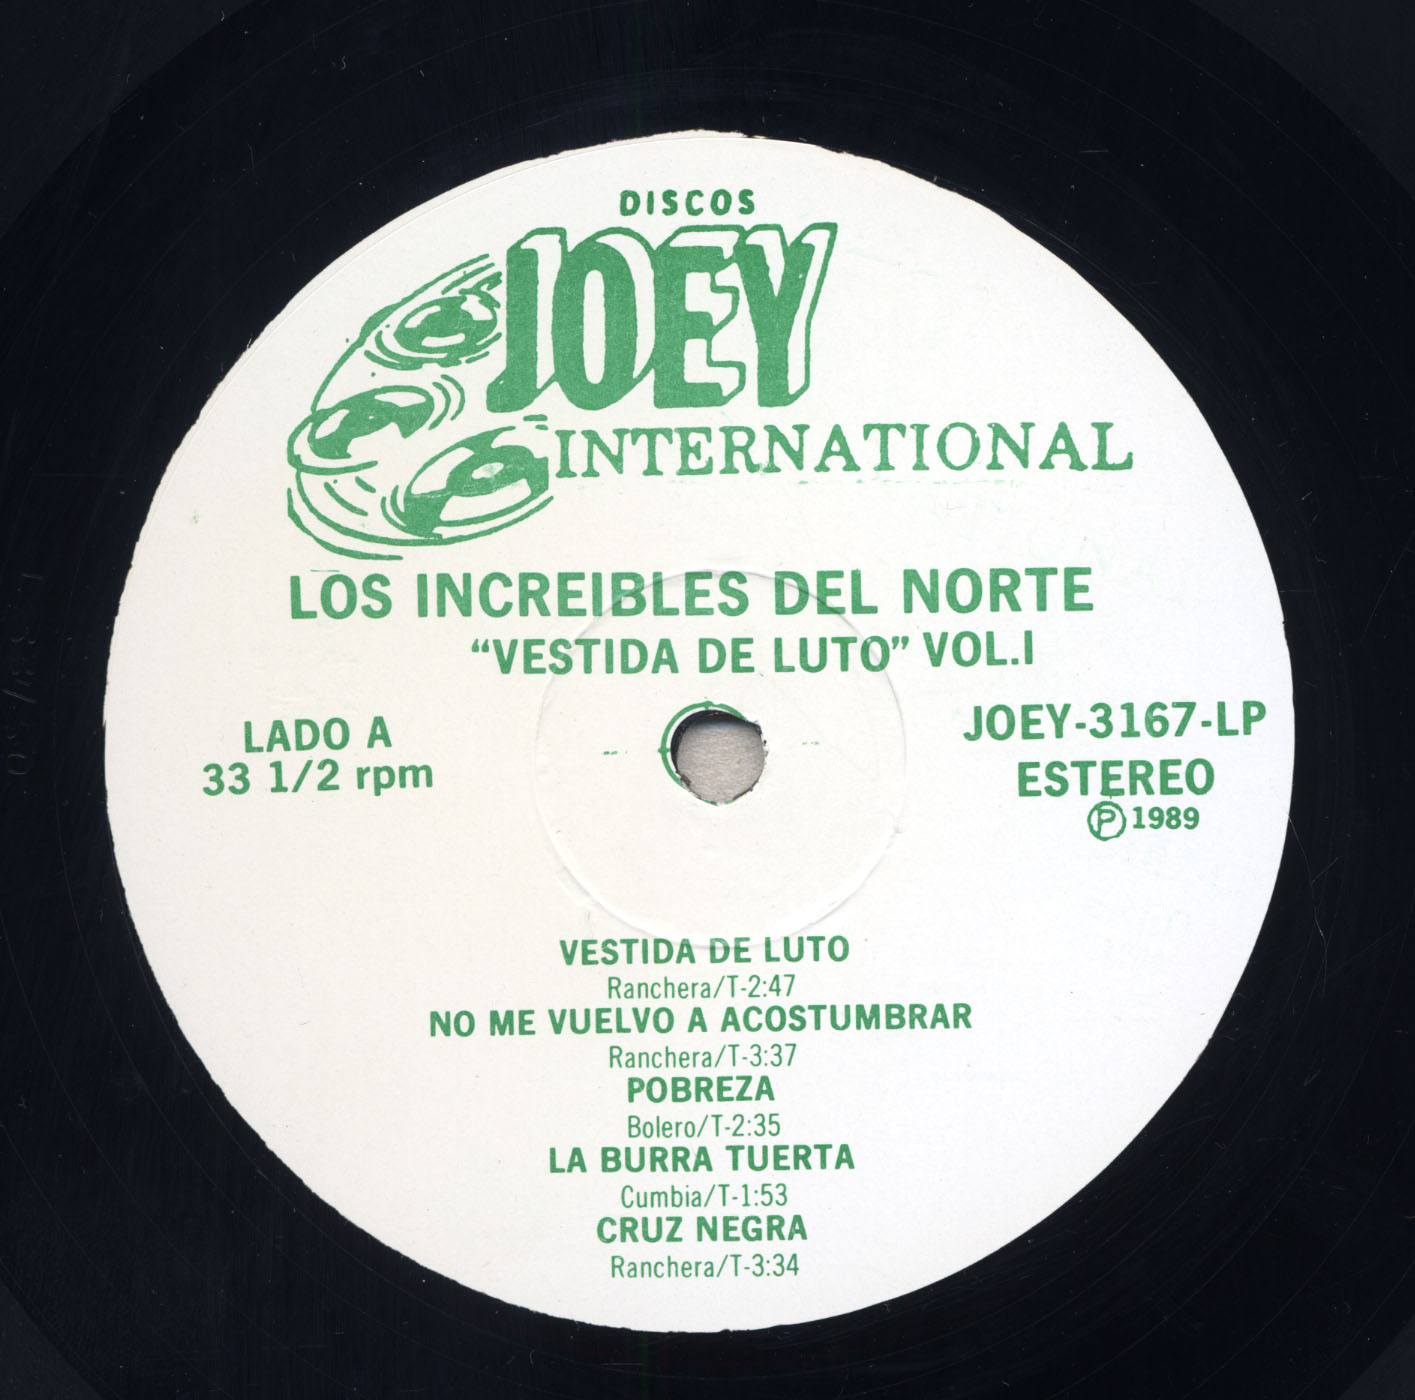 DISCOS
JOEY
INTERNATIONAL
LOS INCREIBLES DEL NORTE
“VESTIDA DE LUTO” VOL.I
LADO A
33 1/2 rpm
JOEY-3167-LP
ESTEREO
Ⓟ 1989
VESTIDA DE LUTO
Ranchera/T-2:47
NO ME VUELVO A ACOSTUMBRAR
Ranchera/T-3:37
POBREZA
Bolero/T-2:35
LA BURRA TUERTA
Cumbia/T-1:53
CRUZ NEGRA
Ranchera/T-3:34